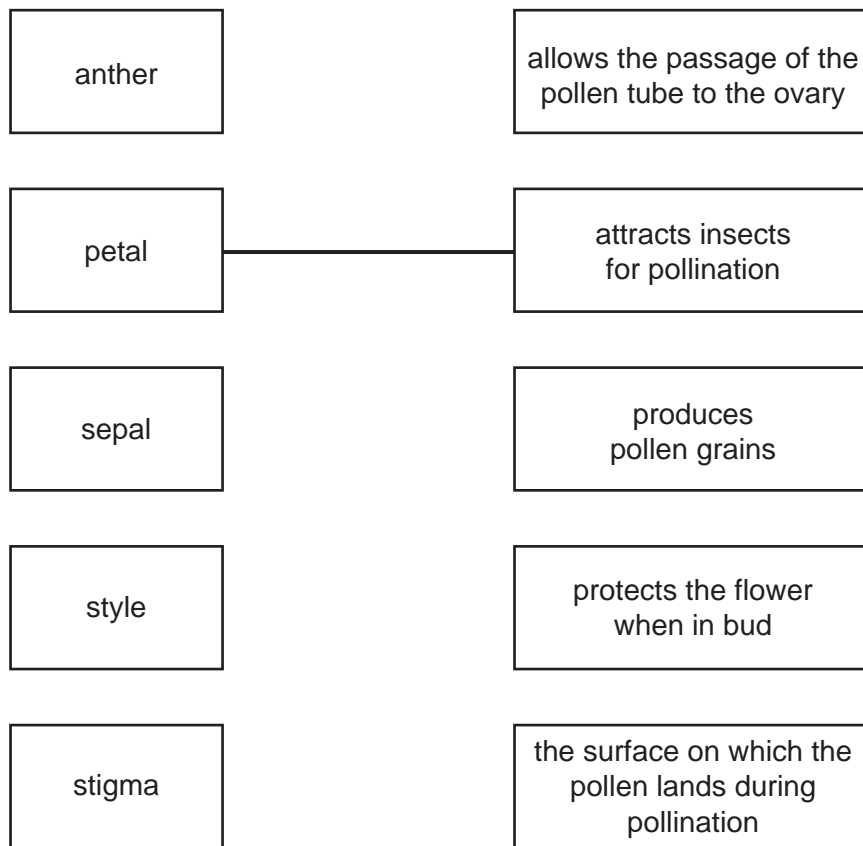 anther
allows the passage of the
pollen tube to the ovary
petal
attracts insects
for pollination
sepal
produces
pollen grains
style
protects the flower
when in bud
stigma
the surface on which the
pollen lands during
pollination